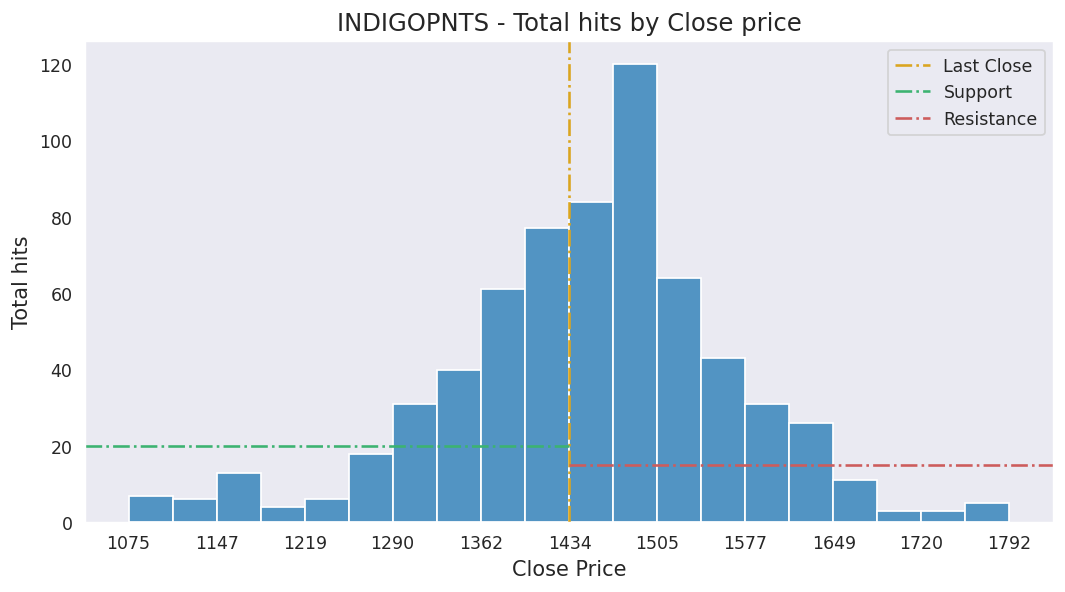 INDIGOPNTS - Total hits by Close price
Total hits
120
100
80
60
40
20
0
Last Close
Support
Resistance
1075 1147 1219 1290 1362 1434 1505 1577 1649 1720 1792
Close Price